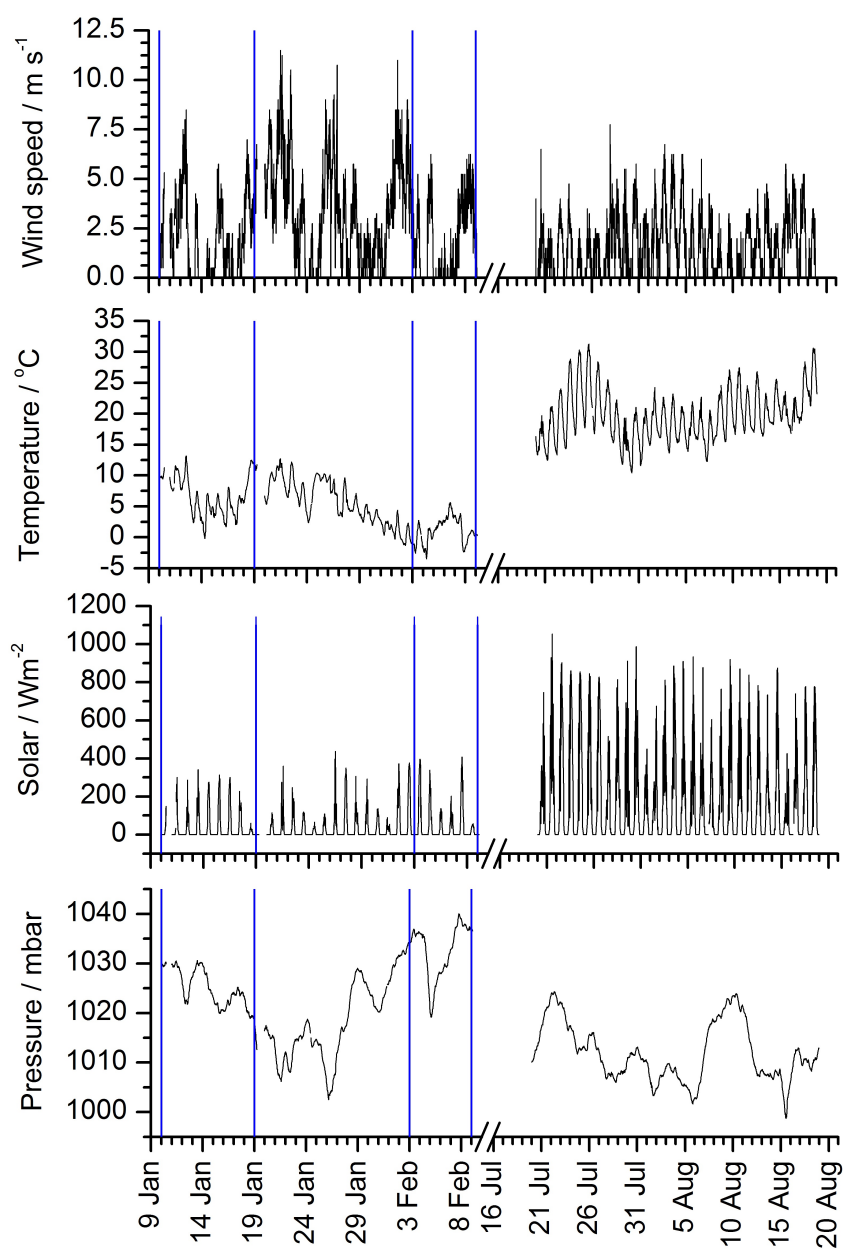 Wind speed / m s-1
12.5
10.0
7.5
5.0
2.5
0.0
Temperature / oC
35
30
25
20
15
10
5
0
-5
Solar / Wm-2
1200
1000
800
600
400
200
0
Pressure / mbar
1040
1030
1020
1010
1000
9 Jan
14 Jan
19 Jan
24 Jan
29 Jan
3 Feb
8 Feb
16 Jul
21 Jul
26 Jul
31 Jul
5 Aug
10 Aug
15 Aug
20 Aug